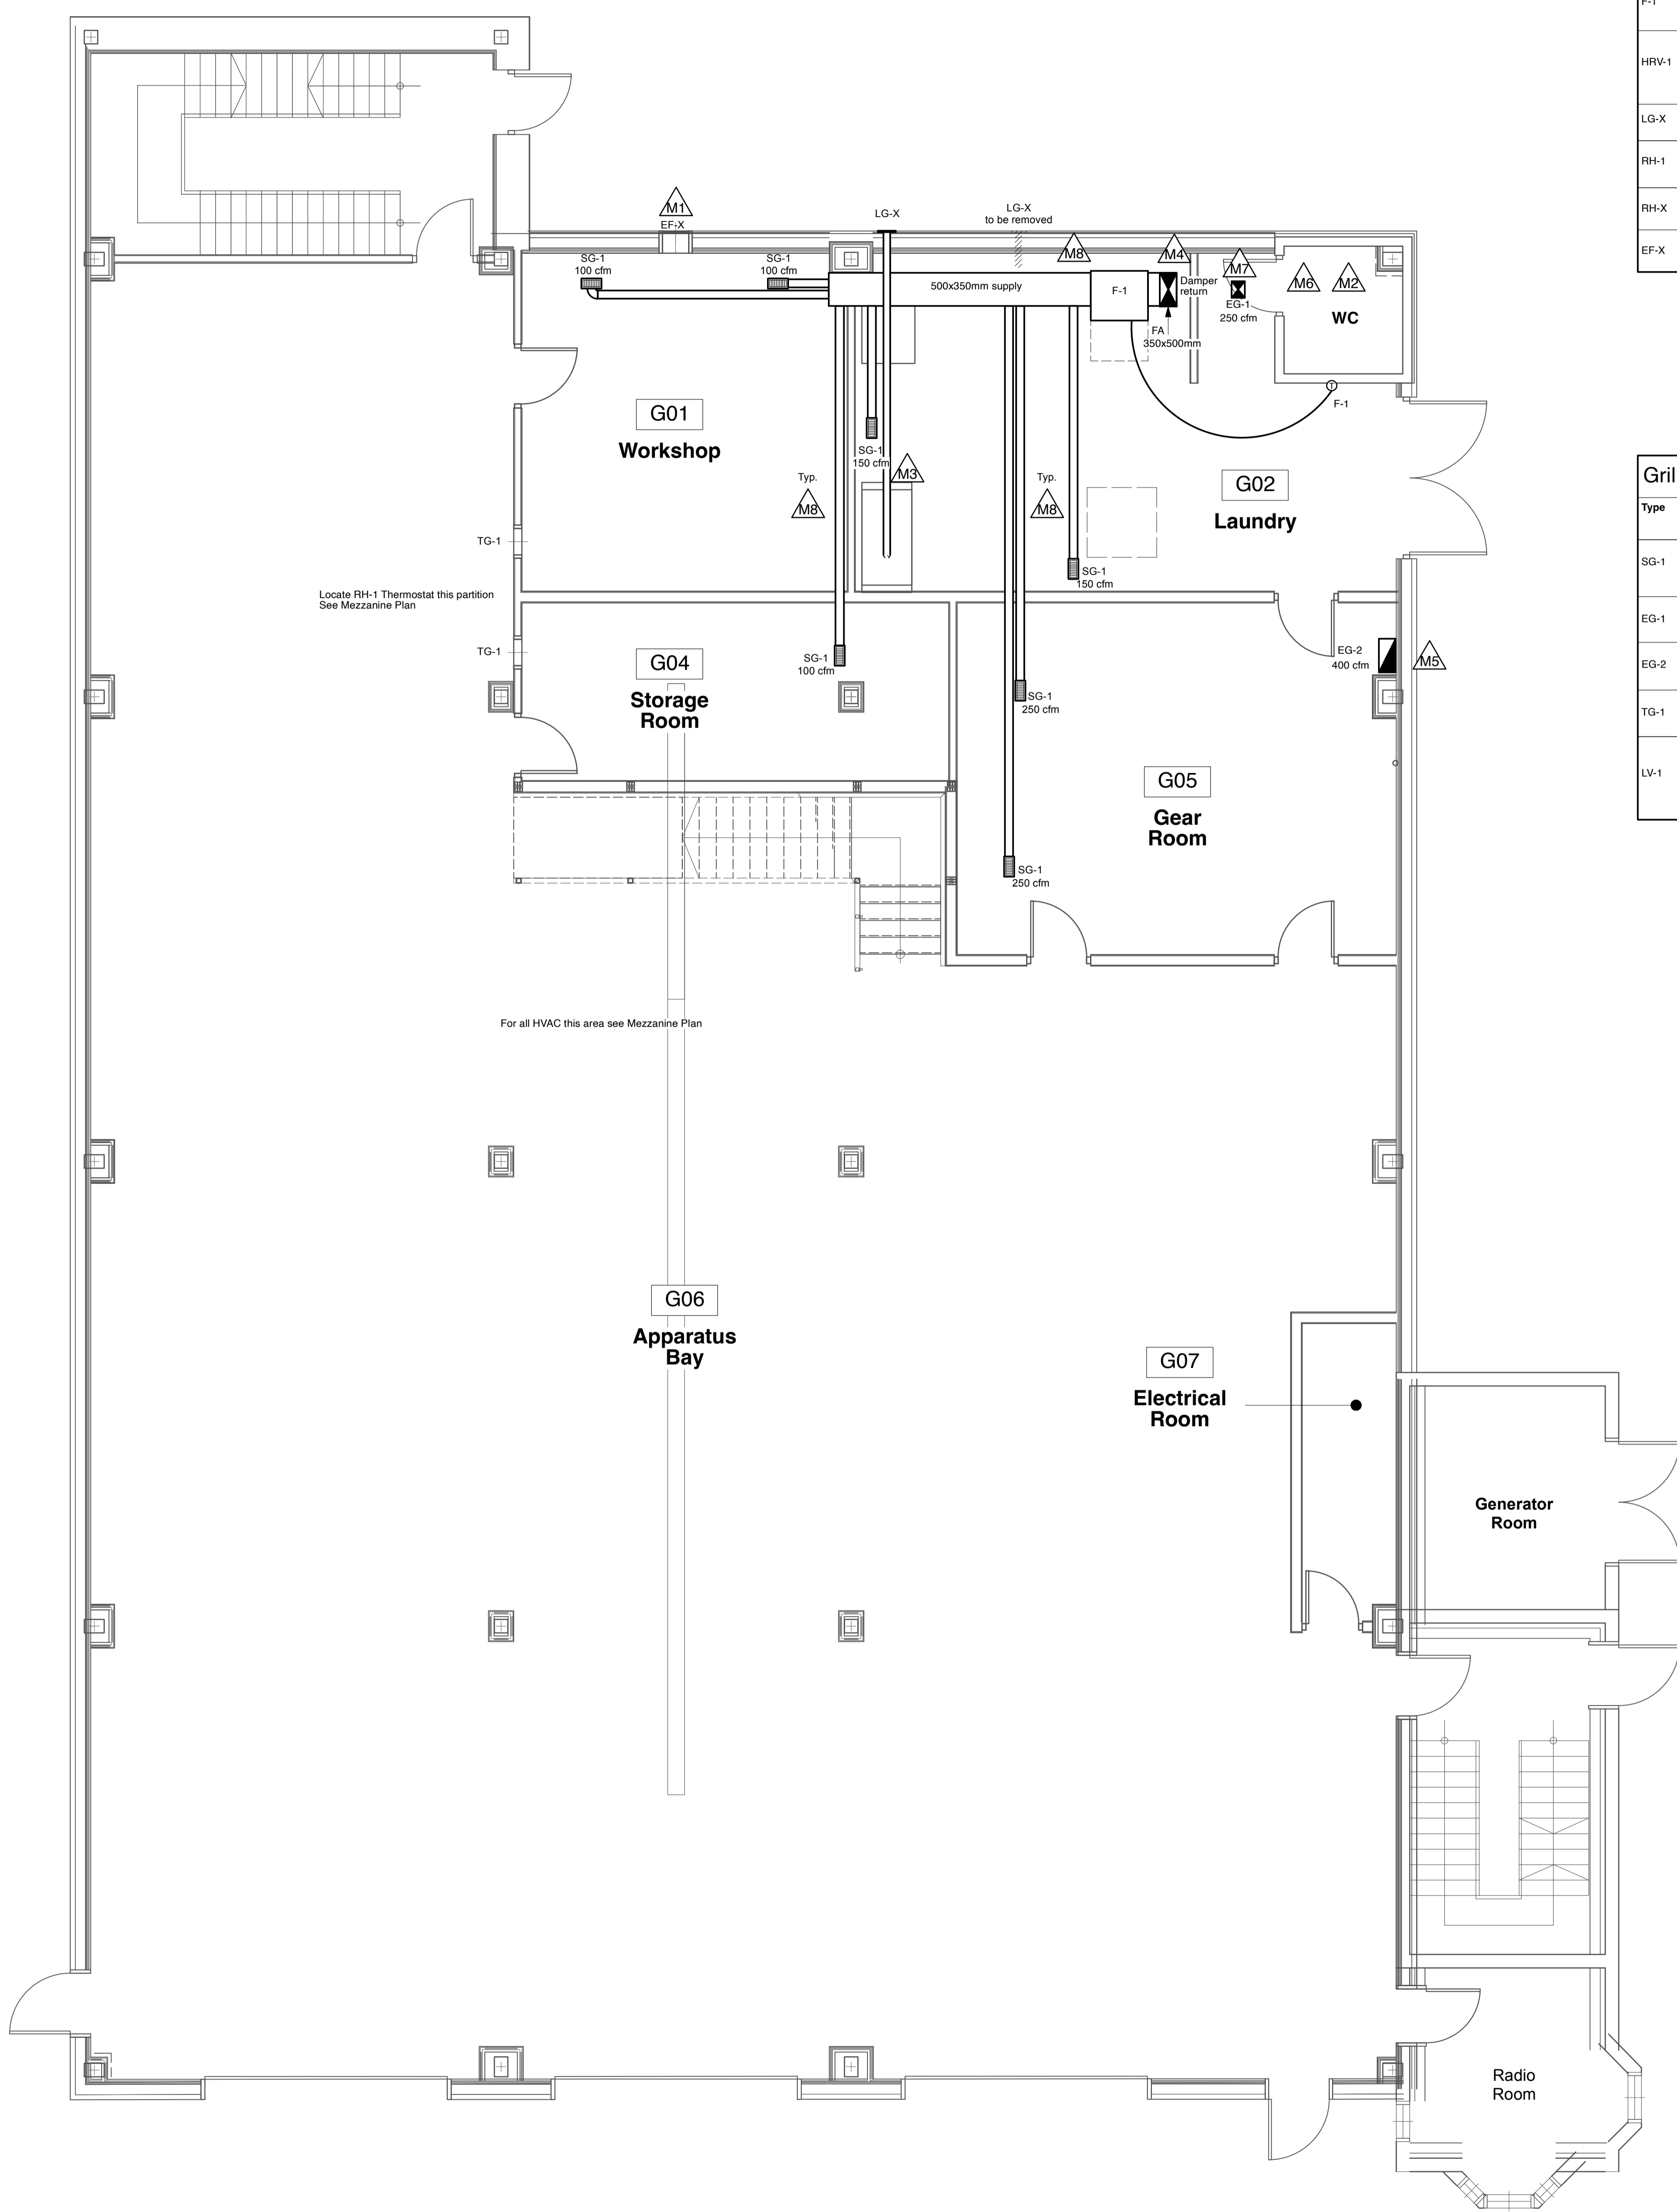 F-1
HRV-1
LG-X
RH-1
RH-X
EF-X
M1
EF-X
LG-X
LG-X
to be removed
SG-1
100 cfm
SG-1
100 cfm
500x350mm supply
M8
M4
F-1
Damper
return
FA
350x500mm
M7
EG-1
250 cfm
M6
M2
WC
F-1
G01
Workshop
SG-1
150 cfm
M3
Typ.
M8
Typ.
M8
G02
Laundry
Gril
Type
SG-1
EG-1
EG-2
TG-1
LV-1
TG-1
SG-1
150 cfm
Locate RH-1 Thermostat this partition
See Mezzanine Plan
TG-1
G04
Storage
Room
SG-1
100 cfm
SG-1
250 cfm
EG-2
400 cfm
M5
G05
Gear
Room
SG-1
250 cfm
For all HVAC this area see Mezzanine Plan
G06
Apparatus
Bay
G07
Electrical
Room
Generator
Room
Radio
Room